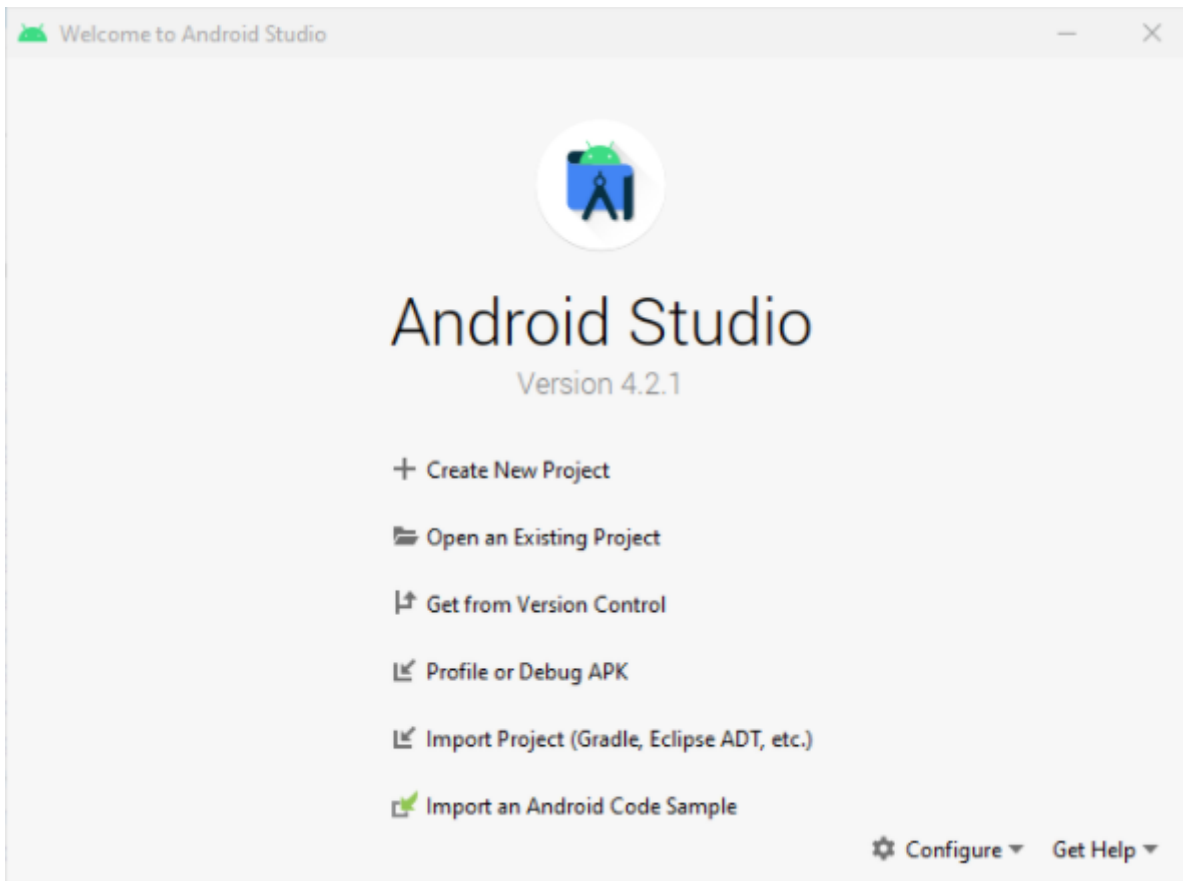 Welcome to Android Studio
Android Studio
Version 4.2.1
Create New Project
Open an Existing Project
Get from Version Control
Profile or Debug APK
Import Project (Gradle, Eclipse ADT, etc.)
Import an Android Code Sample
Configure Get Help